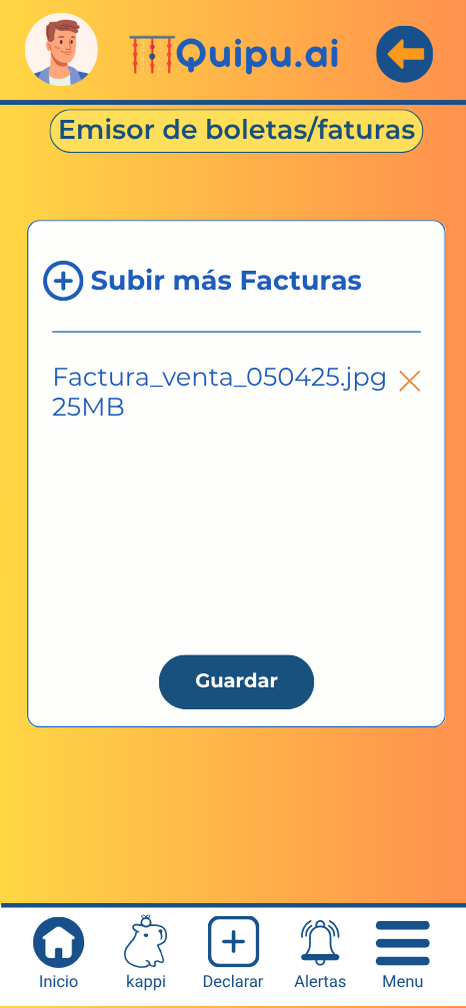 Quipu.ai
Emisor de boletas/faturas
Subir más Facturas
Factura_venta_050425.jpg
25MB
Guardar
Inicio
kappi
Declarar
Alertas
Menu